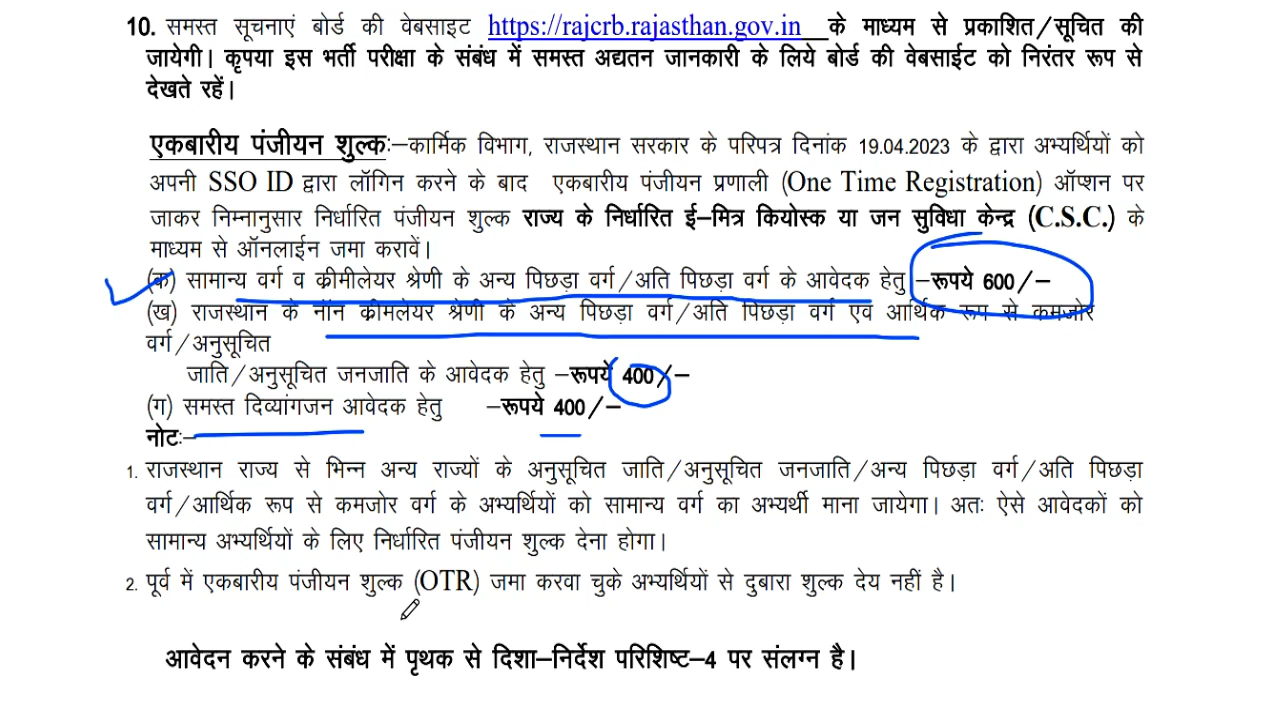 10. समस्त सूचनाएं बोर्ड की वेबसाइट https://rajcrb.rajasthan.gov.in के माध्यम से प्रकाशित/सूचित की
जायेगी। कृपया इस भर्ती परीक्षा के संबंध में समस्त अद्यतन जानकारी के लिये बोर्ड की वेबसाईट को निरंतर रूप से
देखते रहें।
एकबारीय पंजीयन शुल्कः–कार्मिक विभाग, राजस्थान सरकार के परिपत्र दिनांक 19.04.2023 के द्वारा अभ्यर्थियों को
अपनी SSO ID द्वारा लॉगिन करने के बाद एकबारीय पंजीयन प्रणाली (One Time Registration) ऑप्शन पर
जाकर निम्नानुसार निर्धारित पंजीयन शुल्क राज्य के निर्धारित ई–मित्र कियोस्क या जन सुविधा केन्द्र (C.S.C.) के
माध्यम से ऑनलाईन जमा करावें।
(क) सामान्य वर्ग व क्रीमीलेयर श्रेणी के अन्य पिछड़ा वर्ग/अति पिछड़ा वर्ग के आवेदक हेतु –रूपये 600/–
(ख) राजस्थान के नॉन क्रीमीलेयर श्रेणी के अन्य पिछड़ा वर्ग/अति पिछड़ा वर्ग एवं आर्थिक रूप से कमजोर
वर्ग/अनुसूचित
जाति/अनुसूचित जनजाति के आवेदक हेतु –रूपये 400/–
(ग) समस्त दिव्यांगजन आवेदक हेतु –रूपये 400/–
नोटः–
1. राजस्थान राज्य से भिन्न अन्य राज्यों के अनुसूचित जाति/अनुसूचित जनजाति/अन्य पिछड़ा वर्ग/अति पिछड़ा
वर्ग/आर्थिक रूप से कमजोर वर्ग के अभ्यर्थियों को सामान्य वर्ग का अभ्यर्थी माना जायेगा। अतः ऐसे आवेदकों को
सामान्य अभ्यर्थियों के लिए निर्धारित पंजीयन शुल्क देना होगा।
2. पूर्व में एकबारीय पंजीयन शुल्क (OTR) जमा करवा चुके अभ्यर्थियों से दुबारा शुल्क देय नहीं है।
आवेदन करने के संबंध में पृथक से दिशा–निर्देश परिशिष्ट–4 पर संलग्न है।